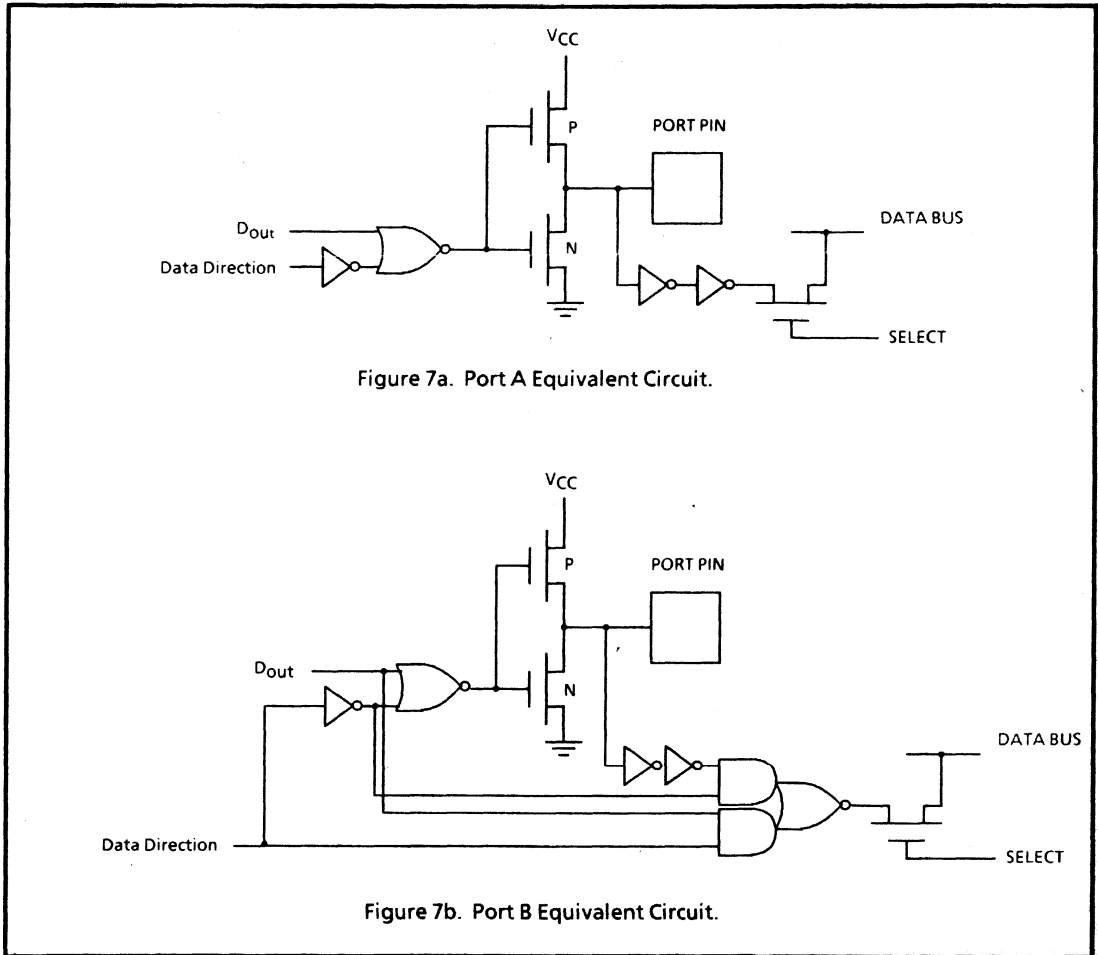 VCC
P
PORT PIN
DOut
N
DATA BUS
Data Direction
SELECT
Figure 7a. Port A Equivalent Circuit.
VCC
P
PORT PIN
Dout
N
DATA BUS
Data Direction
SELECT
Figure 7b. Port B Equivalent Circuit.